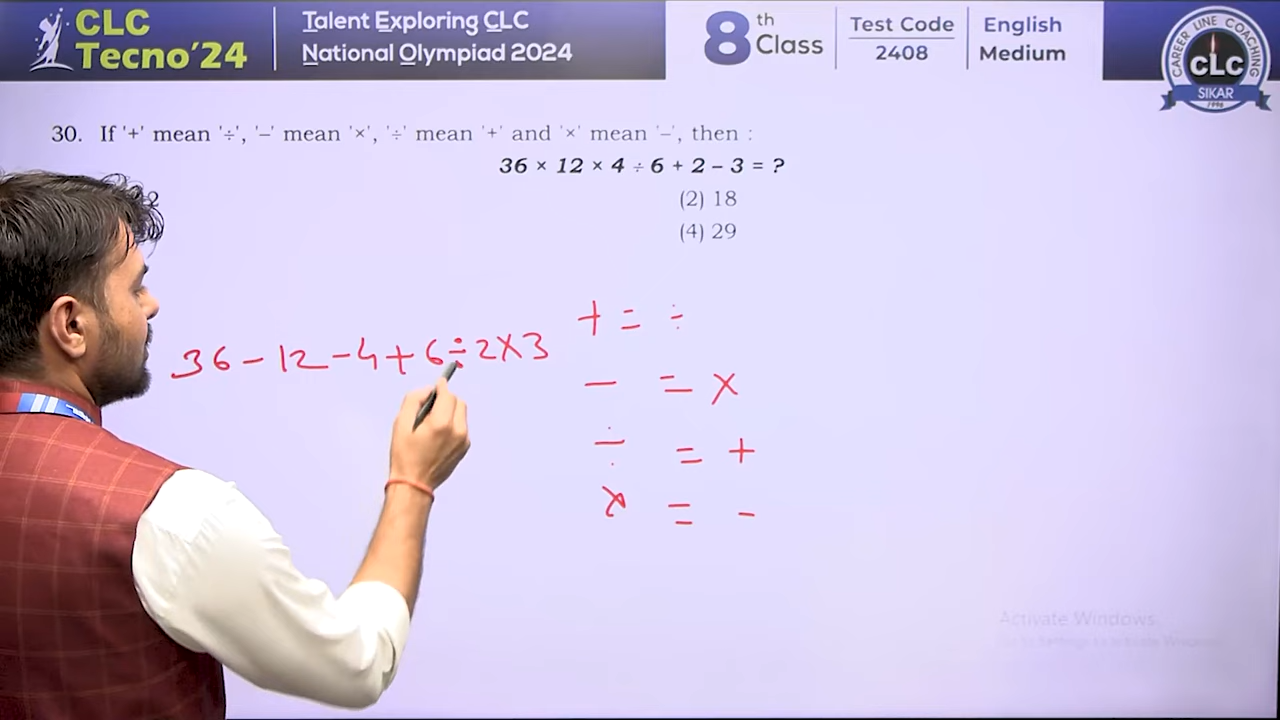 CLC
Tecno'24
Talent Exploring CLC
National Olympiad 2024
8th Class
Test Code
2408
English
Medium
CAREER LINE COACHING
CLC
SIKAR
1996
30. If '+' mean '÷', '–' mean '×', '÷' mean '+' and '×' mean '–', then :
36 × 12 × 4 ÷ 6 + 2 – 3 = ?
(2) 18
(4) 29
36 - 12 - 4 + 6 ÷ 2 × 3
+ = ÷
- = ×
÷ = +
× = -
Activate Windows